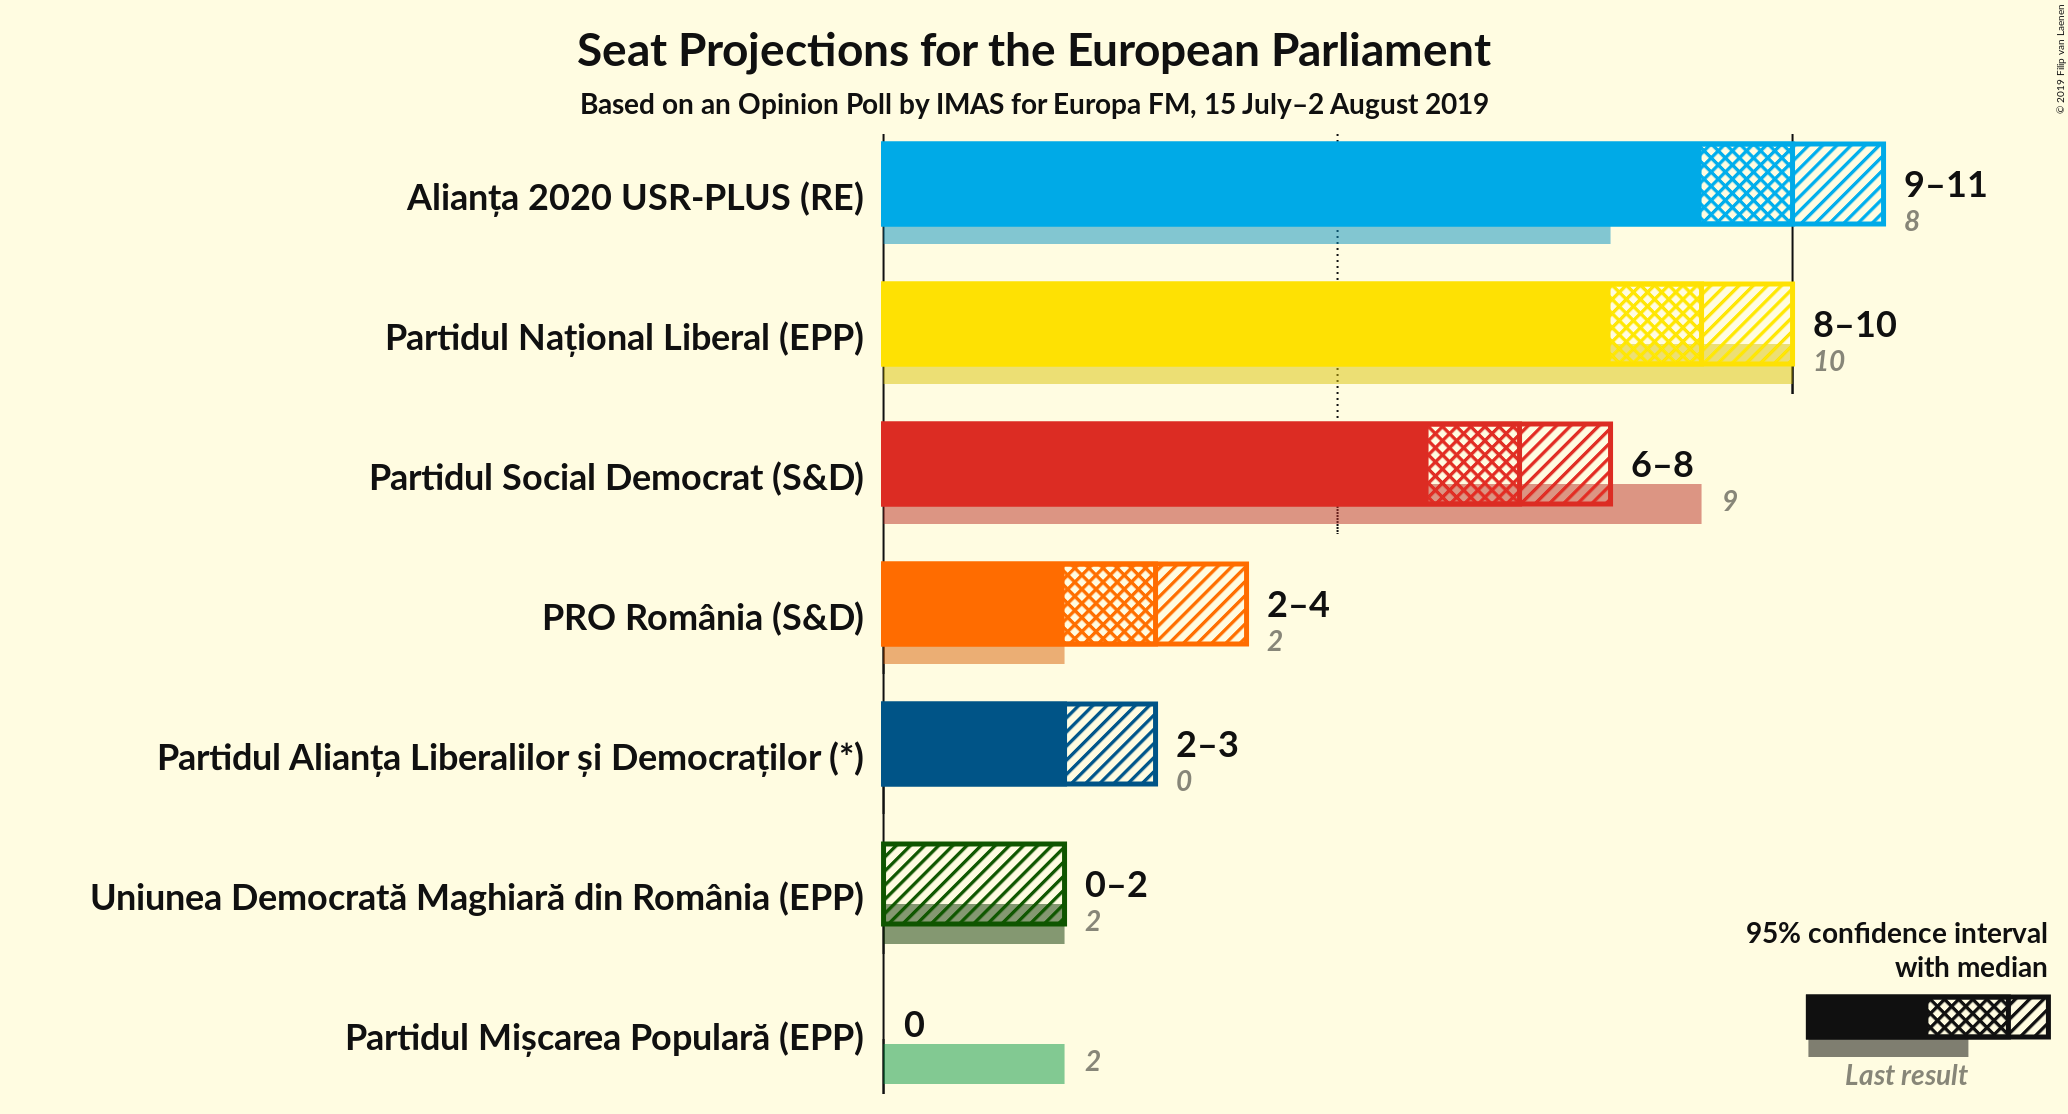 Seat Projections for the European Parliament
Based on an Opinion Poll by IMAS for Europa FM, 15 July–2 August 2019
© 2019 Filip van Laenen
Alianța 2020 USR-PLUS (RE)
9–11
8
Partidul Național Liberal (EPP)
8–10
10
Partidul Social Democrat (S&D)
6–8
9
PRO România (S&D)
2–4
2
Partidul Alianța Liberalilor și Democraților (*)
2–3
0
Uniunea Democrată Maghiară din România (EPP)
0–2
2
Partidul Mișcarea Populară (EPP)
0
2
95% confidence interval
with median
Last result